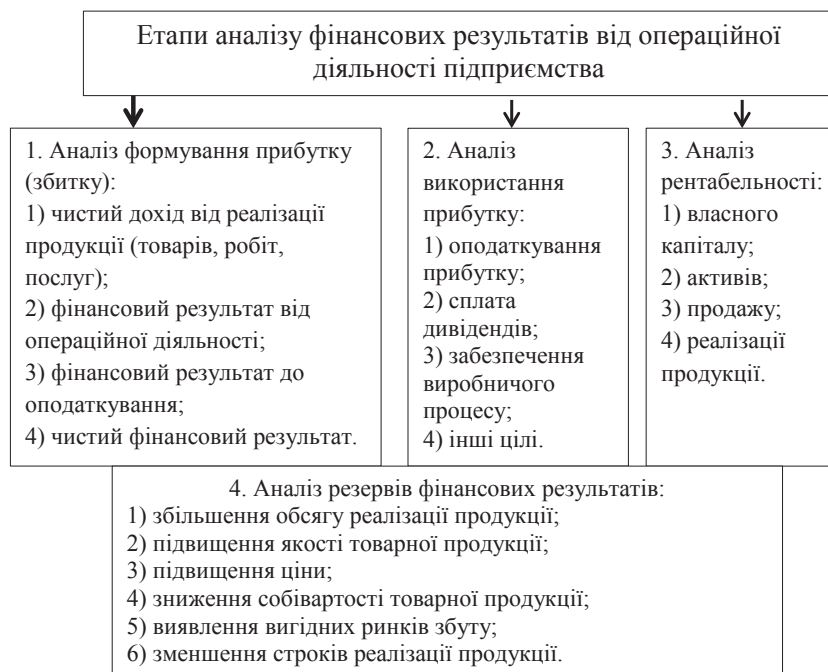 Етапи аналізу фінансових результатів від операційної
діяльності підприємства
1. Аналіз формування прибутку
(збитку):
1) чистий дохід від реалізації
продукції (товарів, робіт,
послуг);
2) фінансовий результат від
операційної діяльності;
3) фінансовий результат до
оподаткування;
4) чистий фінансовий результат.
2. Аналіз
використання
прибутку:
1) оподаткування
прибутку;
2) сплата
дивідендів;
3) забезпечення
виробничого
процесу;
4) інші цілі.
3. Аналіз
рентабельності:
1) власного
капіталу;
2) активів;
3) продажу;
4) реалізації
продукції.
4. Аналіз резервів фінансових результатів:
1) збільшення обсягу реалізації продукції;
2) підвищення якості товарної продукції;
3) підвищення ціни;
4) зниження собівартості товарної продукції;
5) виявлення вигідних ринків збуту;
6) зменшення строків реалізації продукції.